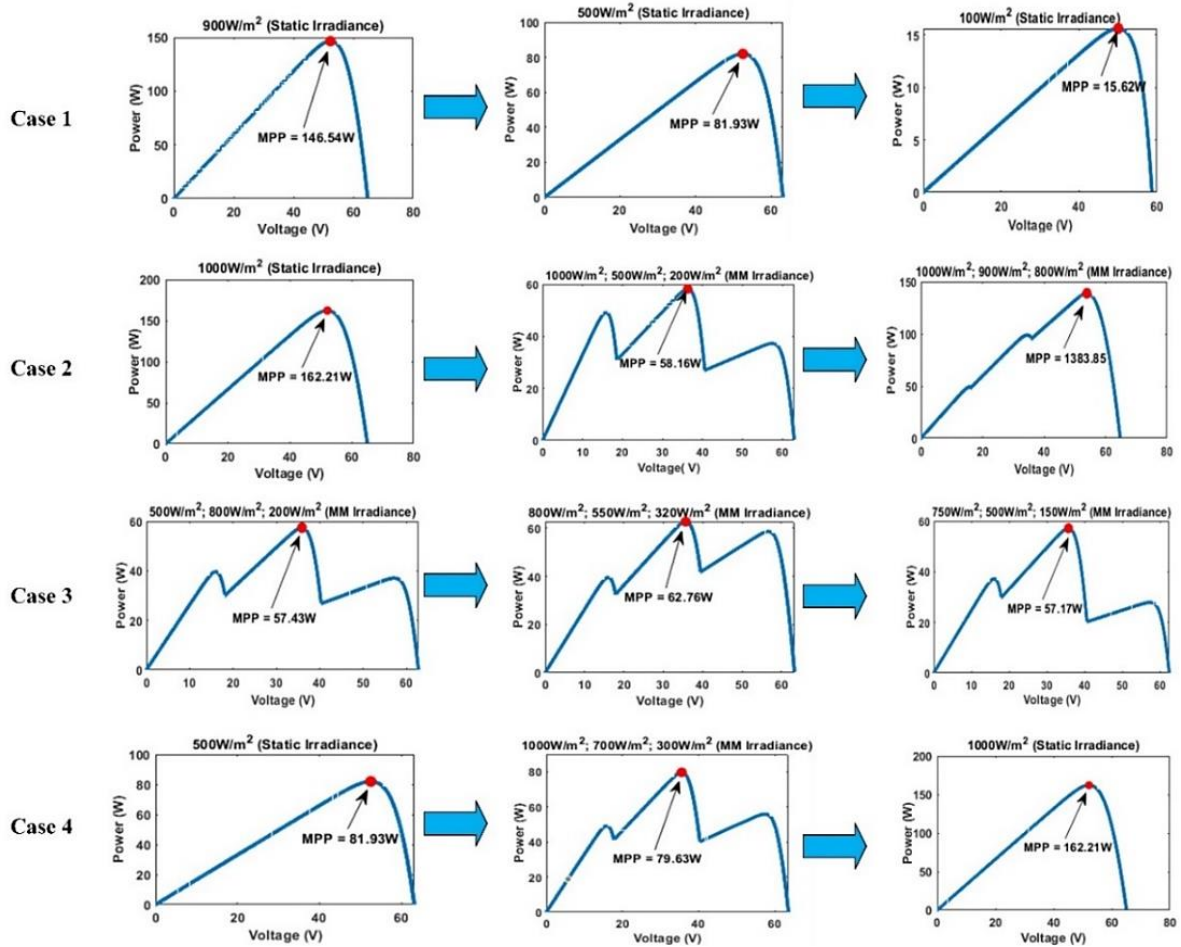 Case 1
900W/m² (Static Irradiance)
Power (W)
150
100
50
0
MPP = 146.54W
0 20 40 60 80
Voltage (V)
500W/m² (Static Irradiance)
Power (W)
100
80
60
40
20
0
MPP = 81.93W
0 20 40 60
Voltage (V)
100W/m² (Static Irradiance)
Power (W)
15
10
5
0
MPP = 15.62W
0 20 40 60
Voltage (V)
Case 2
1000W/m² (Static Irradiance)
Power (W)
200
150
100
50
0
MPP = 162.21W
0 20 40 60 80
Voltage (V)
1000W/m²; 500W/m²; 200W/m² (MM Irradiance)
Power (W)
60
40
20
0
MPP = 58.16W
0 10 20 30 40 50 60
Voltage( V)
1000W/m²; 900W/m²; 800W/m² (MM Irradiance)
Power (W)
150
100
50
0
MPP = 1383.85
0 20 40 60 80
Voltage (V)
Case 3
500W/m²; 800W/m²; 200W/m² (MM Irradiance)
Power (W)
60
40
20
0
MPP = 57.43W
0 10 20 30 40 50 60
Voltage (V)
800W/m²; 550W/m²; 320W/m² (MM Irradiance)
Power (W)
60
40
20
0
MPP = 62.76W
0 10 20 30 40 50 60
Voltage (V)
750W/m²; 500W/m²; 150W/m² (MM Irradiance)
Power (W)
60
40
20
0
MPP = 57.17W
0 10 20 30 40 50 60
Voltage (V)
Case 4
500W/m² (Static Irradiance)
Power (W)
100
80
60
40
20
0
MPP = 81.93W
0 20 40 60
Voltage (V)
1000W/m²; 700W/m²; 300W/m² (MM Irradiance)
Power (W)
80
60
40
20
0
MPP = 79.63W
0 10 20 30 40 50 60
Voltage (V)
1000W/m² (Static Irradiance)
Power (W)
200
150
100
50
0
MPP = 162.21W
0 20 40 60 80
Voltage (V)